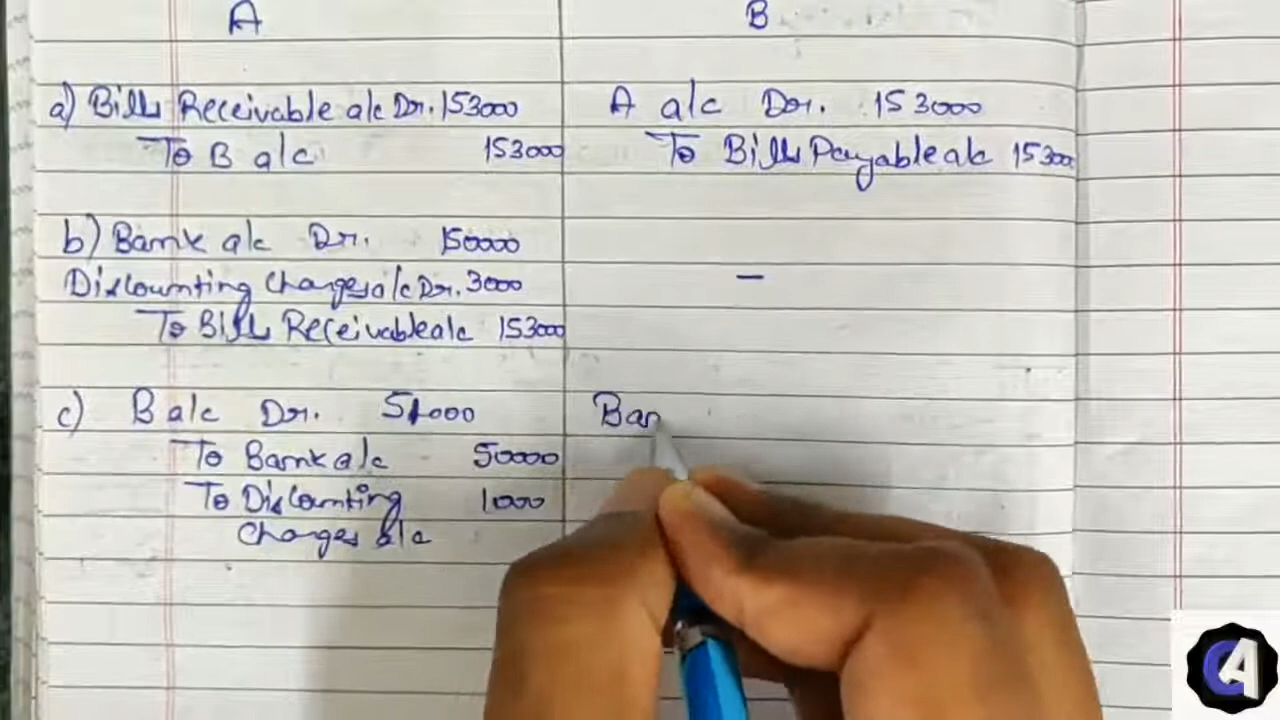 A B
a) Bills Receivable a/c Dr. 153000
To B a/c 153000
A a/c Dr. 153000
To Bills Payable a/c 153000
b) Bank a/c Dr. 150000
Discounting Charges a/c Dr. 3000
To Bills Receivable a/c 153000
–
c) B a/c Dr. 51000
To Bank a/c 50000
To Discounting 1000
Charges a/c
Ban
CA